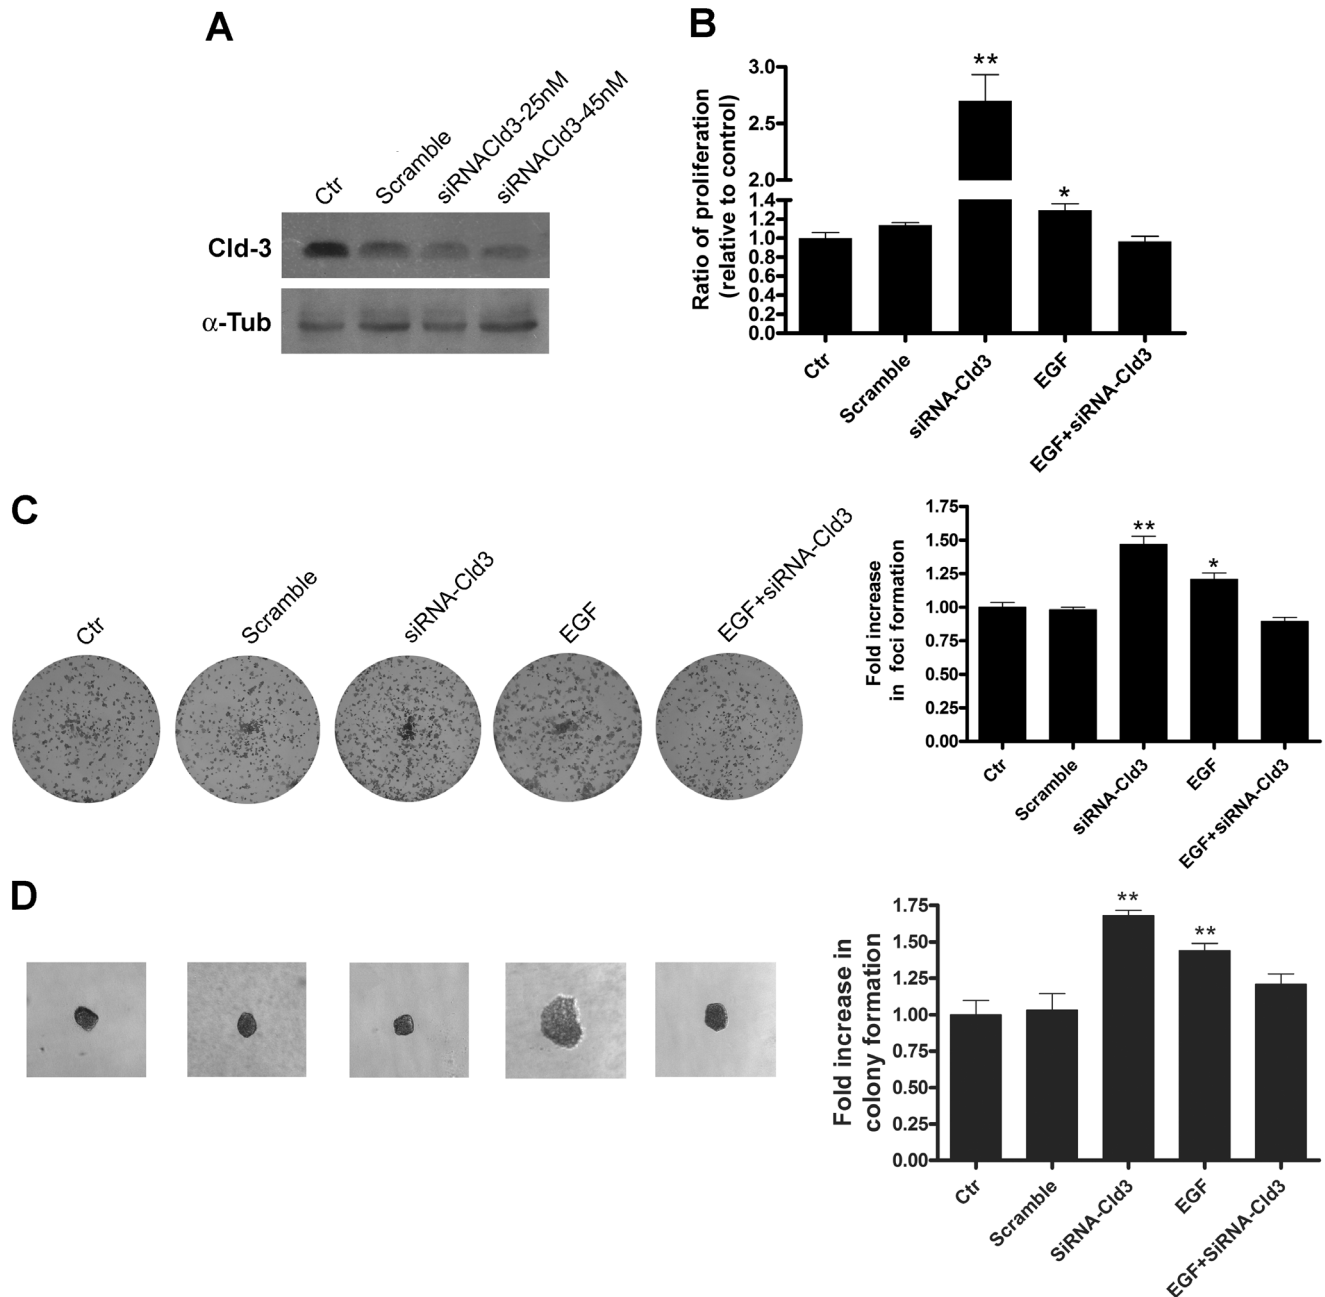 A
Ctr
Scramble
siRNACld3-25nM
siRNACld3-45nM
Cld-3
α-Tub
B
Ratio of proliferation
(relative to control)
3.0
2.5
2.0
1.4
1.2
1.0
0.8
0.6
0.4
0.2
0.0
**
*
Ctr
Scramble
siRNA-Cld3
EGF
EGF+siRNA-Cld3
C
Ctr
Scramble
siRNA-Cld3
EGF
EGF+siRNA-Cld3
Fold increase
in foci formation
1.75
1.50
1.25
1.00
0.75
0.50
0.25
0.00
**
*
Ctr
Scramble
siRNA-Cld3
EGF
EGF+siRNA-Cld3
D
Fold increase in
colony formation
1.75
1.50
1.25
1.00
0.75
0.50
0.25
0.00
**
**
Ctr
Scramble
SiRNA-Cld3
EGF
EGF+SiRNA-Cld3